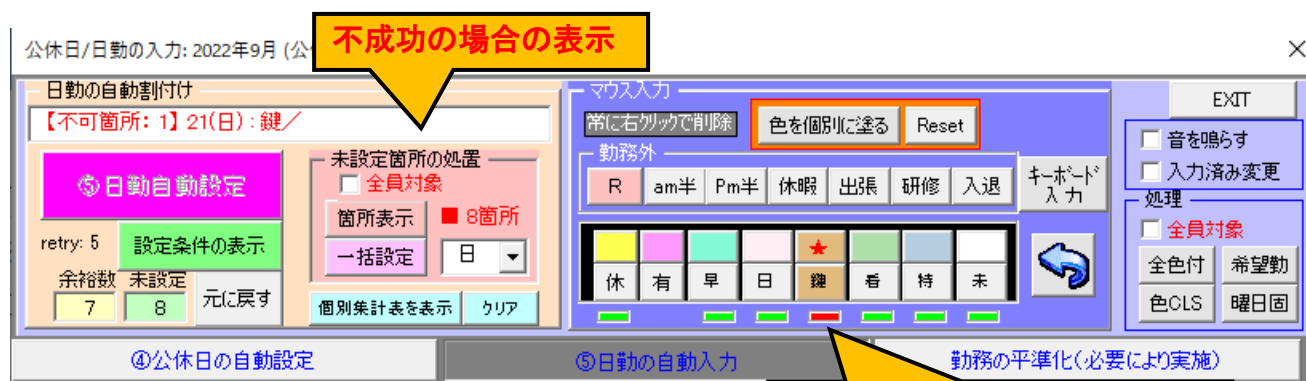 不成功の場合の表示
公休日/日勤の入力: 2022年9月 (公
日勤の自動割付け
【不可箇所: 1】 21(日) : 鍵／
⑤日勤自動設定
retry: 5
設定条件の表示
余裕数
未設定
7
8
元に戻す
未設定箇所の処置
全員対象
箇所表示
8箇所
一括設定
日
個別集計表を表示
クリア
マウス入力
常に右クリックで削除
色を個別に塗る
Reset
勤務外
R
am半
Pm半
休暇
出張
研修
入退
キーボード
入力
休
有
早
日
鍵
看
特
未
EXIT
音を鳴らす
入力済み変更
処理
全員対象
全色付
希望勤
色CLS
曜日固
④公休日の自動設定
⑤日勤の自動入力
勤務の平準化(必要により実施)